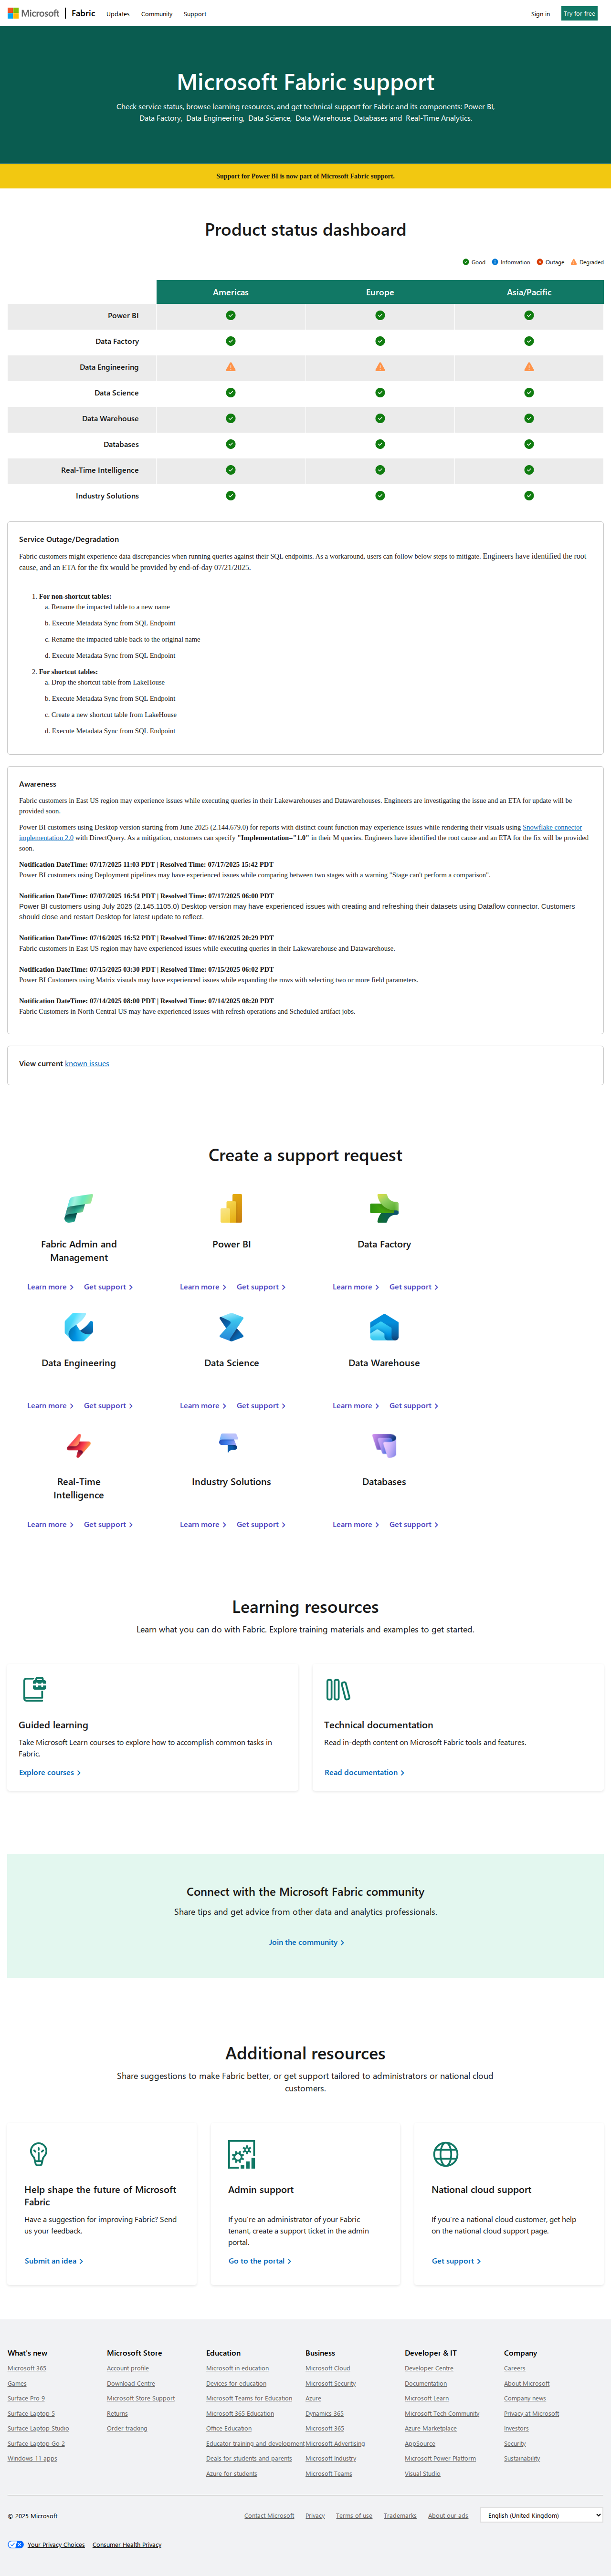 Microsoft | Fabric Updates Community Support Sign in Try for free
Microsoft Fabric support
Check service status, browse learning resources, and get technical support for Fabric and its components: Power BI,
Data Factory, Data Engineering, Data Science, Data Warehouse, Databases and Real-Time Analytics.
Support for Power BI is now part of Microsoft Fabric support.
Product status dashboard
Good Information Outage Degraded
Americas Europe Asia/Pacific
Power BI
Data Factory
Data Engineering
Data Science
Data Warehouse
Databases
Real-Time Intelligence
Industry Solutions
Service Outage/Degradation
Fabric customers might experience data discrepancies when running queries against their SQL endpoints. As a workaround, users can follow below steps to mitigate. Engineers have identified the root
cause, and an ETA for the fix would be provided by end-of-day 07/21/2025.
1. For non-shortcut tables:
a. Rename the impacted table to a new name
b. Execute Metadata Sync from SQL Endpoint
c. Rename the impacted table back to the original name
d. Execute Metadata Sync from SQL Endpoint
2. For shortcut tables:
a. Drop the shortcut table from LakeHouse
b. Execute Metadata Sync from SQL Endpoint
c. Create a new shortcut table from LakeHouse
d. Execute Metadata Sync from SQL Endpoint
Awareness
Fabric customers in East US region may experience issues while executing queries in their Lakewarehouses and Datawarehouses. Engineers are investigating the issue and an ETA for update will be
provided soon.
Power BI customers using Desktop version starting from June 2025 (2.144.679.0) for reports with distinct count function may experience issues while rendering their visuals using Snowflake connector
implementation 2.0 with DirectQuery. As a mitigation, customers can specify "Implementation="1.0" in their M queries. Engineers have identified the root cause and an ETA for the fix will be provided
soon.
Notification DateTime: 07/17/2025 11:03 PDT | Resolved Time: 07/17/2025 15:42 PDT
Power BI customers using Deployment pipelines may have experienced issues while comparing between two stages with a warning "Stage can't perform a comparison".
Notification DateTime: 07/07/2025 16:54 PDT | Resolved Time: 07/17/2025 06:00 PDT
Power BI customers using July 2025 (2.145.1105.0) Desktop version may have experienced issues with creating and refreshing their datasets using Dataflow connector. Customers
should close and restart Desktop for latest update to reflect.
Notification DateTime: 07/16/2025 16:52 PDT | Resolved Time: 07/16/2025 20:29 PDT
Fabric customers in East US region may have experienced issues while executing queries in their Lakewarehouse and Datawarehouse.
Notification DateTime: 07/15/2025 03:30 PDT | Resolved Time: 07/15/2025 06:02 PDT
Power BI Customers using Matrix visuals may have experienced issues while expanding the rows with selecting two or more field parameters.
Notification DateTime: 07/14/2025 08:00 PDT | Resolved Time: 07/14/2025 08:20 PDT
Fabric Customers in North Central US may have experienced issues with refresh operations and Scheduled artifact jobs.
View current known issues
Create a support request
Fabric Admin and Power BI Data Factory
Management
Learn more Get support Learn more Get support Learn more Get support
Data Engineering Data Science Data Warehouse
Learn more Get support Learn more Get support Learn more Get support
Real-Time Industry Solutions Databases
Intelligence
Learn more Get support Learn more Get support Learn more Get support
Learning resources
Learn what you can do with Fabric. Explore training materials and examples to get started.
Guided learning
Take Microsoft Learn courses to explore how to accomplish common tasks in
Fabric.
Explore courses
Technical documentation
Read in-depth content on Microsoft Fabric tools and features.
Read documentation
Connect with the Microsoft Fabric community
Share tips and get advice from other data and analytics professionals.
Join the community
Additional resources
Share suggestions to make Fabric better, or get support tailored to administrators or national cloud
customers.
Help shape the future of Microsoft
Fabric
Have a suggestion for improving Fabric? Send
us your feedback.
Submit an idea
Admin support
If you're an administrator of your Fabric
tenant, create a support ticket in the admin
portal.
Go to the portal
National cloud support
If you're a national cloud customer, get help
on the national cloud support page.
Get support
What's new
Microsoft 365
Games
Surface Pro 9
Surface Laptop 5
Surface Laptop Studio
Surface Laptop Go 2
Windows 11 apps
Microsoft Store
Account profile
Download Centre
Microsoft Store Support
Returns
Order tracking
Education
Microsoft in education
Devices for education
Microsoft Teams for Education
Microsoft 365 Education
Office Education
Educator training and development
Deals for students and parents
Azure for students
Business
Microsoft Cloud
Microsoft Security
Azure
Dynamics 365
Microsoft 365
Microsoft Advertising
Microsoft Industry
Microsoft Teams
Developer & IT
Developer Centre
Documentation
Microsoft Learn
Microsoft Tech Community
Azure Marketplace
AppSource
Microsoft Power Platform
Visual Studio
Company
Careers
About Microsoft
Company news
Privacy at Microsoft
Investors
Security
Sustainability
© 2025 Microsoft Contact Microsoft Privacy Terms of use Trademarks About our ads English (United Kingdom)
Your Privacy Choices Consumer Health Privacy